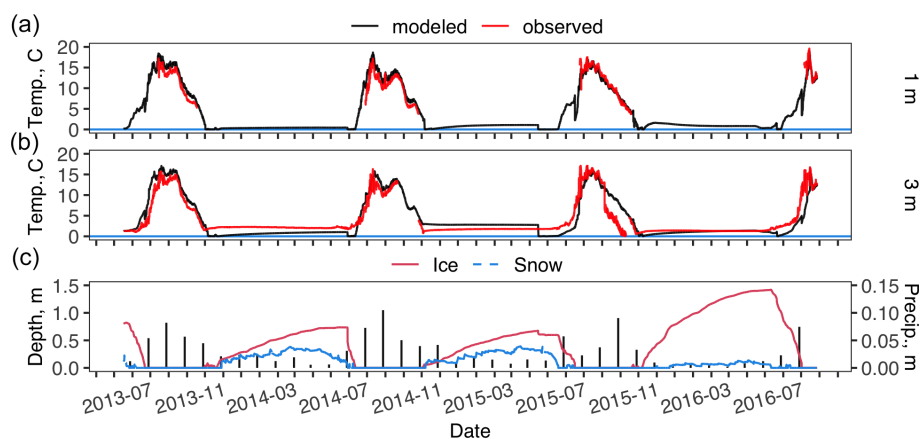 (a)
modeled observed
20
15
10
5
0
Temp., C
1 m
(b)
20
15
10
5
0
Temp., C
3 m
(c)
Ice Snow
1.5
1.0
0.5
0.0
Depth, m
0.15
0.10
0.05
0.00
Precip., m
2013-07 2013-11 2014-03 2014-07 2014-11 2015-03 2015-07 2015-11 2016-03 2016-07
Date